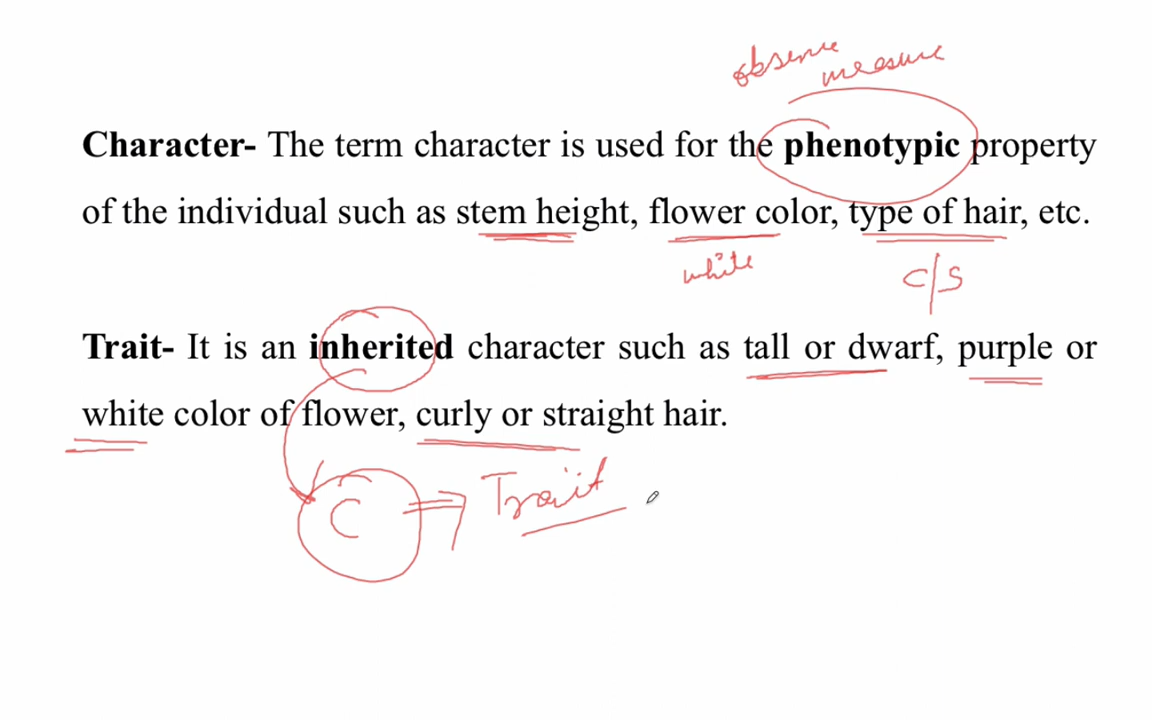 observe
measure
Character- The term character is used for the phenotypic property
of the individual such as stem height, flower color, type of hair, etc.
white
C/S
Trait- It is an inherited character such as tall or dwarf, purple or
white color of flower, curly or straight hair.
C ⇒ Trait